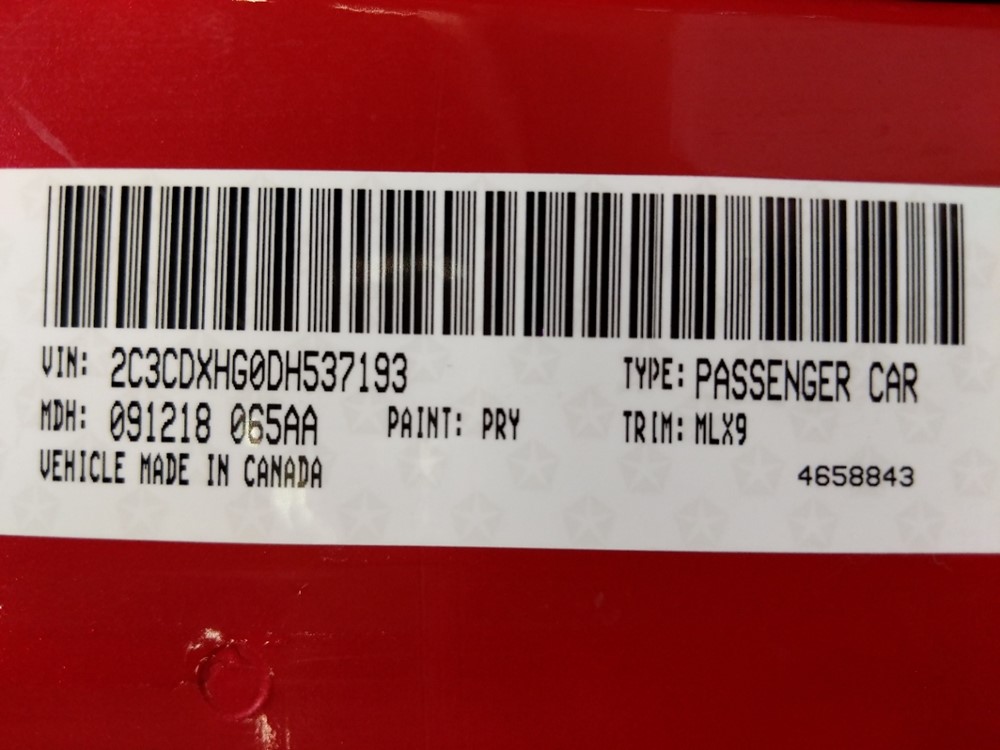 VIN: 2C3CDXHG0DH537193 TYPE: PASSENGER CAR
MDH: 091218 065AA PAINT: PRY TRIM: MLX9
VEHICLE MADE IN CANADA 4658843